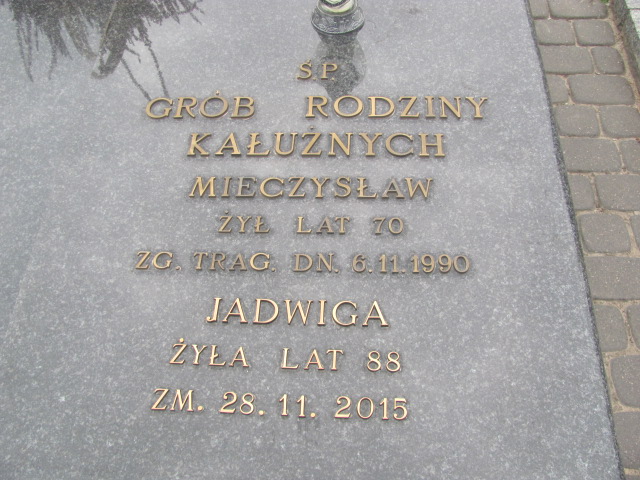 ŚP
GRÓB RODZINY
KAŁUŻNYCH
MIECZYSŁAW
ŻYŁ LAT 70
ZG. TRAG. DN. 6.11.1990
JADWIGA
ŻYŁA LAT 88
ZM. 28. 11. 2015